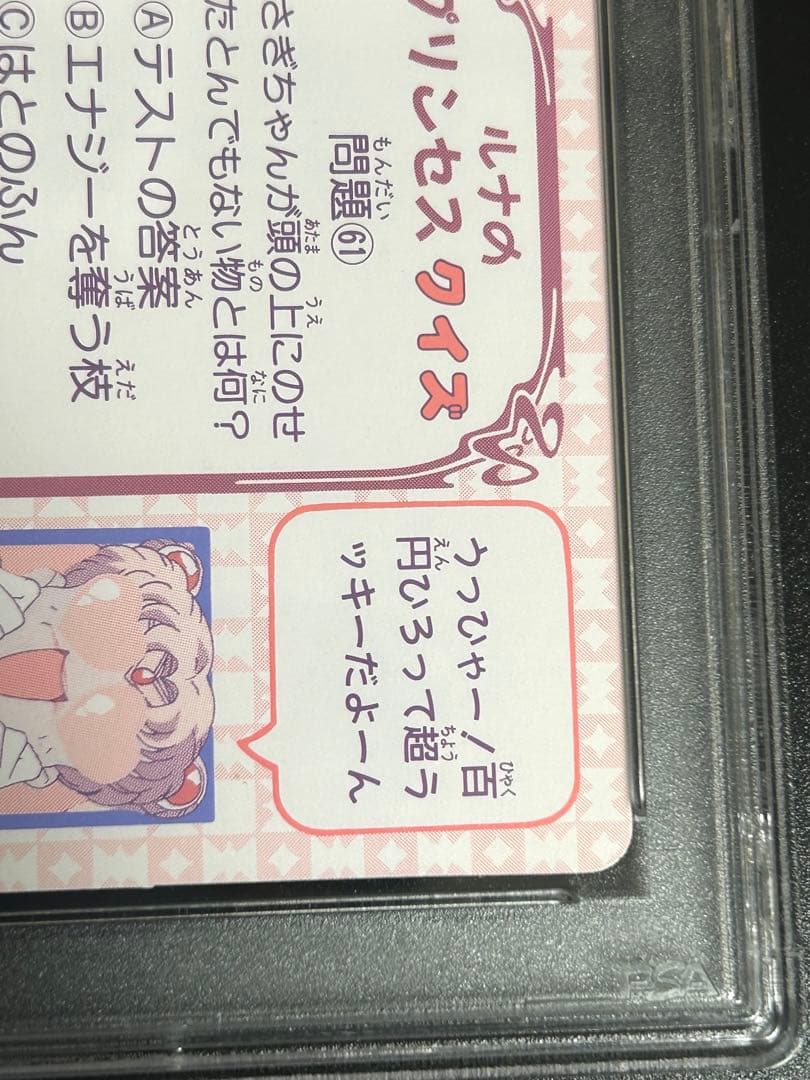 ルナの
プリンセスクイズ
問題61
さぎちゃんが頭の上にのせ
たとんでもない物とは何?
Ⓐテストの答案
Ⓑエナジーを奪う枝
Ⓒはとのふん
うっひゃー!百
円ひろって超う
ッキーだよーん
PSA